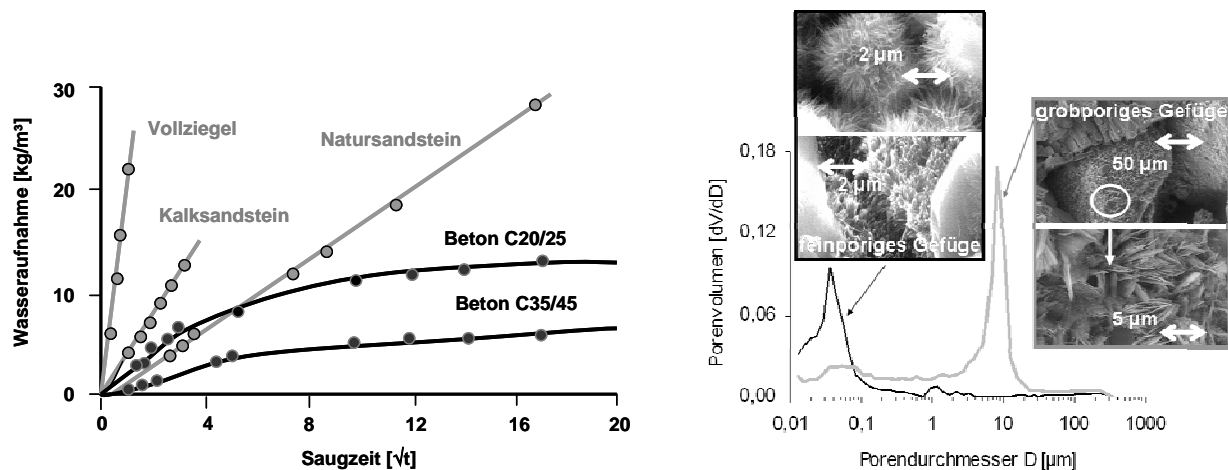 Wasseraufnahme [kg/m³]
30
20
10
0
Vollziegel
Kalksandstein
Natursandstein
Beton C20/25
Beton C35/45
0 4 8 12 16 20
Saugzeit [√t]
Porenvolumen [dV/dD]
0,18
0,12
0,06
0,00
2 µm
2 µm
feinporiges Gefüge
grobporiges Gefüge
50 µm
5 µm
0,01 0,1 1 10 100 1000
Porendurchmesser D [µm]